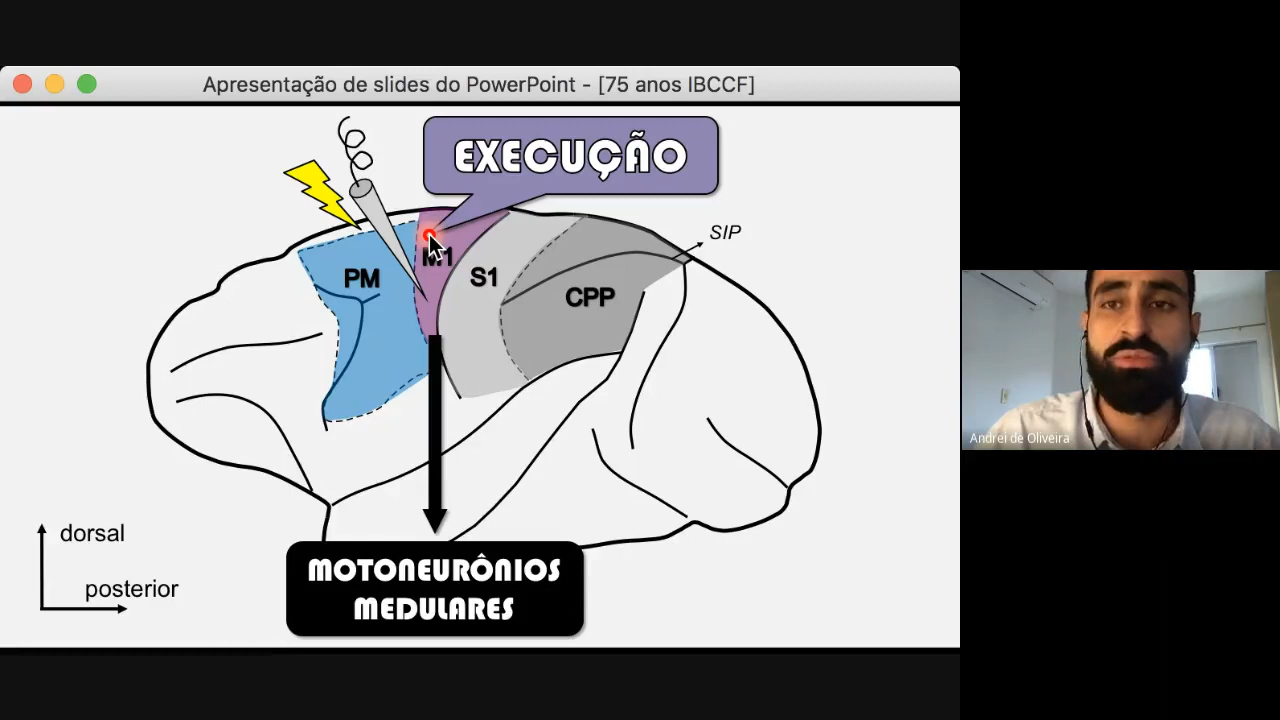 Apresentação de slides do PowerPoint - [75 anos IBCCF]
EXECUÇÃO
SIP
M1
PM
S1
CPP
Andrei de Oliveira
dorsal
posterior
MOTONEURÔNIOS
MEDULARES